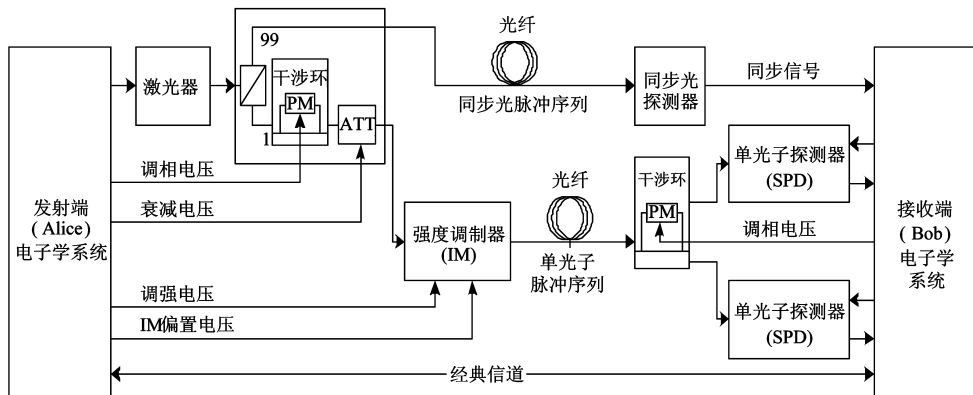 发射端
(Alice)
电子学系统
激光器
99
1
干涉环
PM
ATT
光纤
同步光脉冲序列
同步光
探测器
同步信号
调相电压
衰减电压
调强电压
IM偏置电压
强度调制器
(IM)
光纤
单光子
脉冲序列
干涉环
PM
单光子探测器
(SPD)
调相电压
单光子探测器
(SPD)
接收端
(Bob)
电子学
系统
经典信道